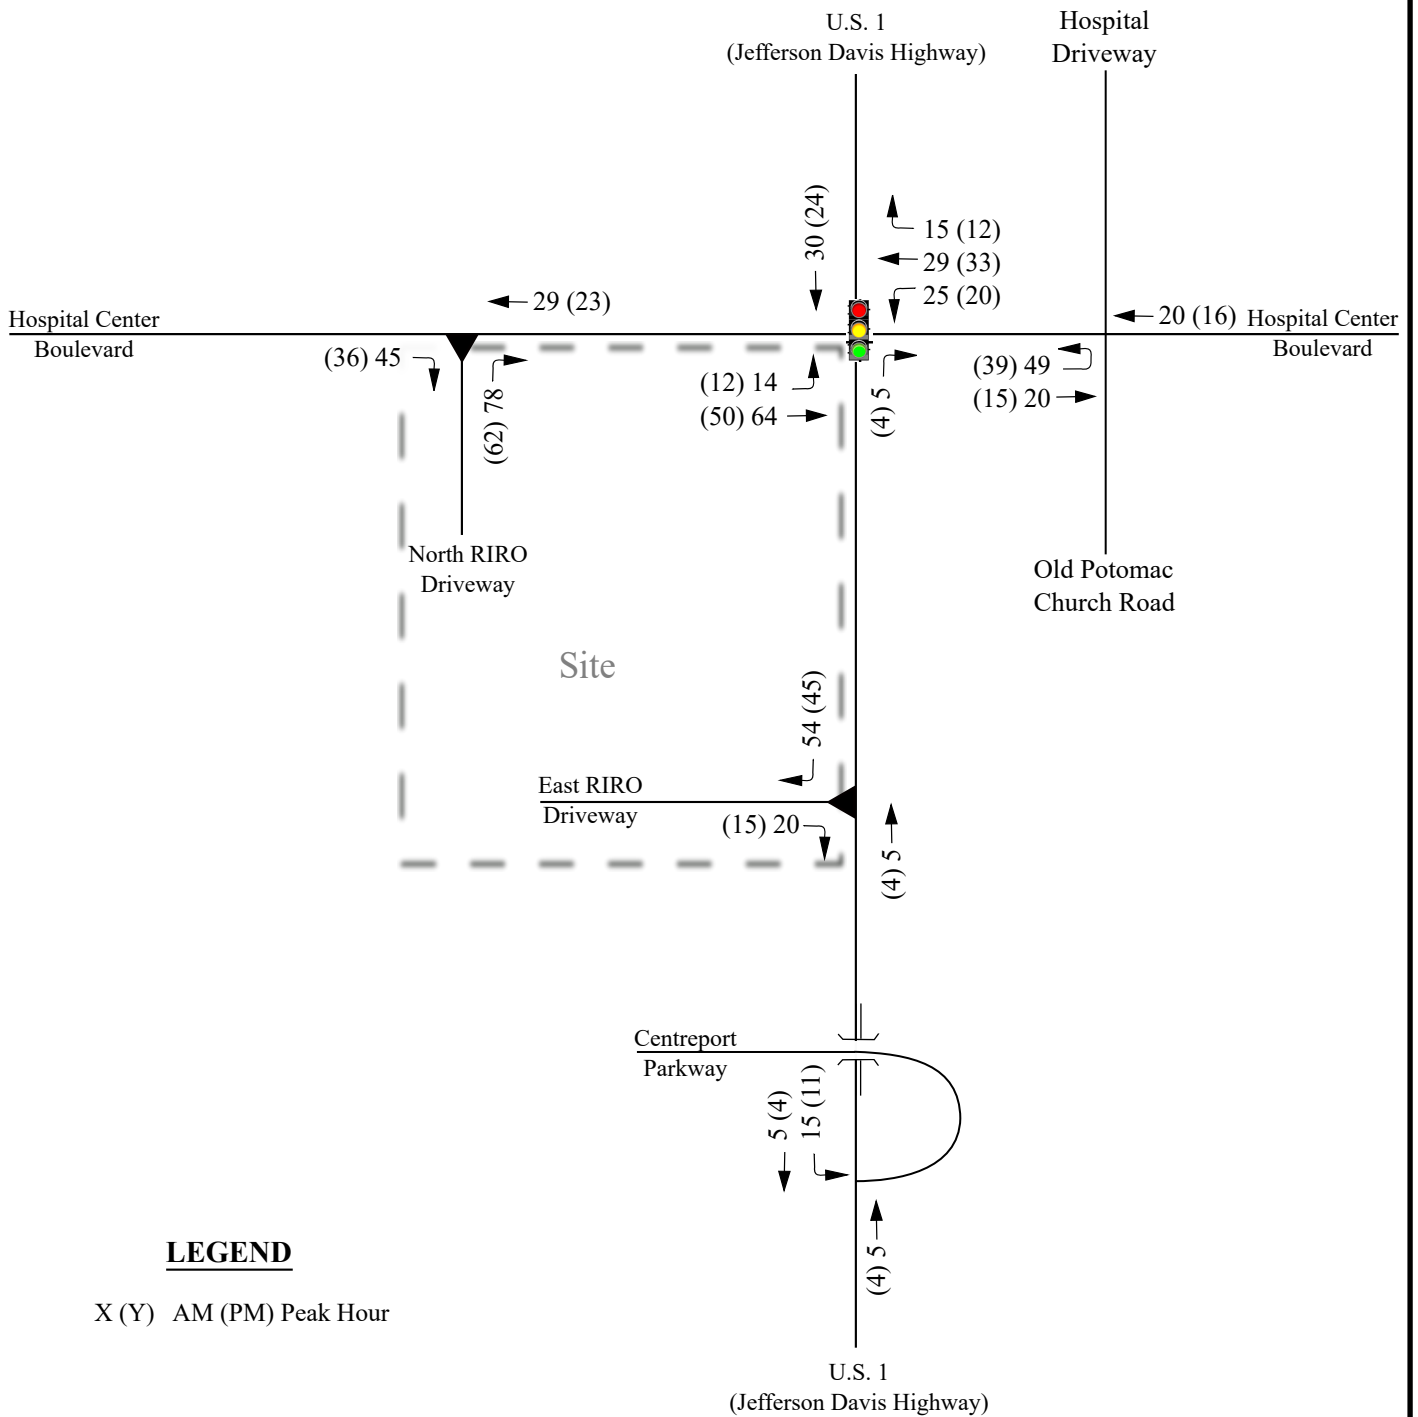 U.S. 1
(Jefferson Davis Highway)
Hospital
Driveway
30 (24)
15 (12)
29 (33)
25 (20)
29 (23)
Hospital Center
Boulevard
20 (16)
Hospital Center
Boulevard
(36) 45
(62) 78
(12) 14
(50) 64
(4) 5
(39) 49
(15) 20
North RIRO
Driveway
Old Potomac
Church Road
Site
54 (45)
East RIRO
Driveway
(15) 20
(4) 5
Centreport
Parkway
5 (4)
15 (11)
(4) 5
LEGEND
X (Y) AM (PM) Peak Hour
U.S. 1
(Jefferson Davis Highway)